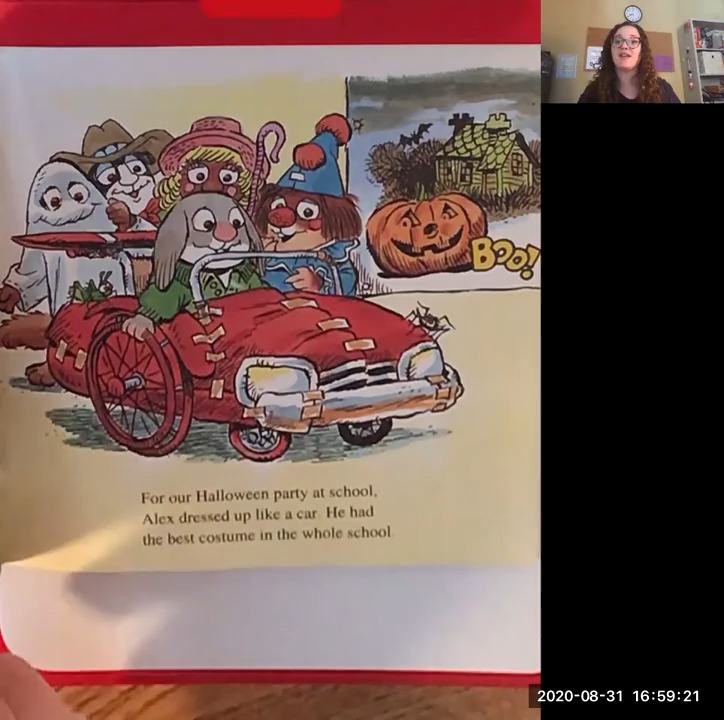 BOO!
For our Halloween party at school,
Alex dressed up like a car. He had
the best costume in the whole school.
2020-08-31 16:59:21